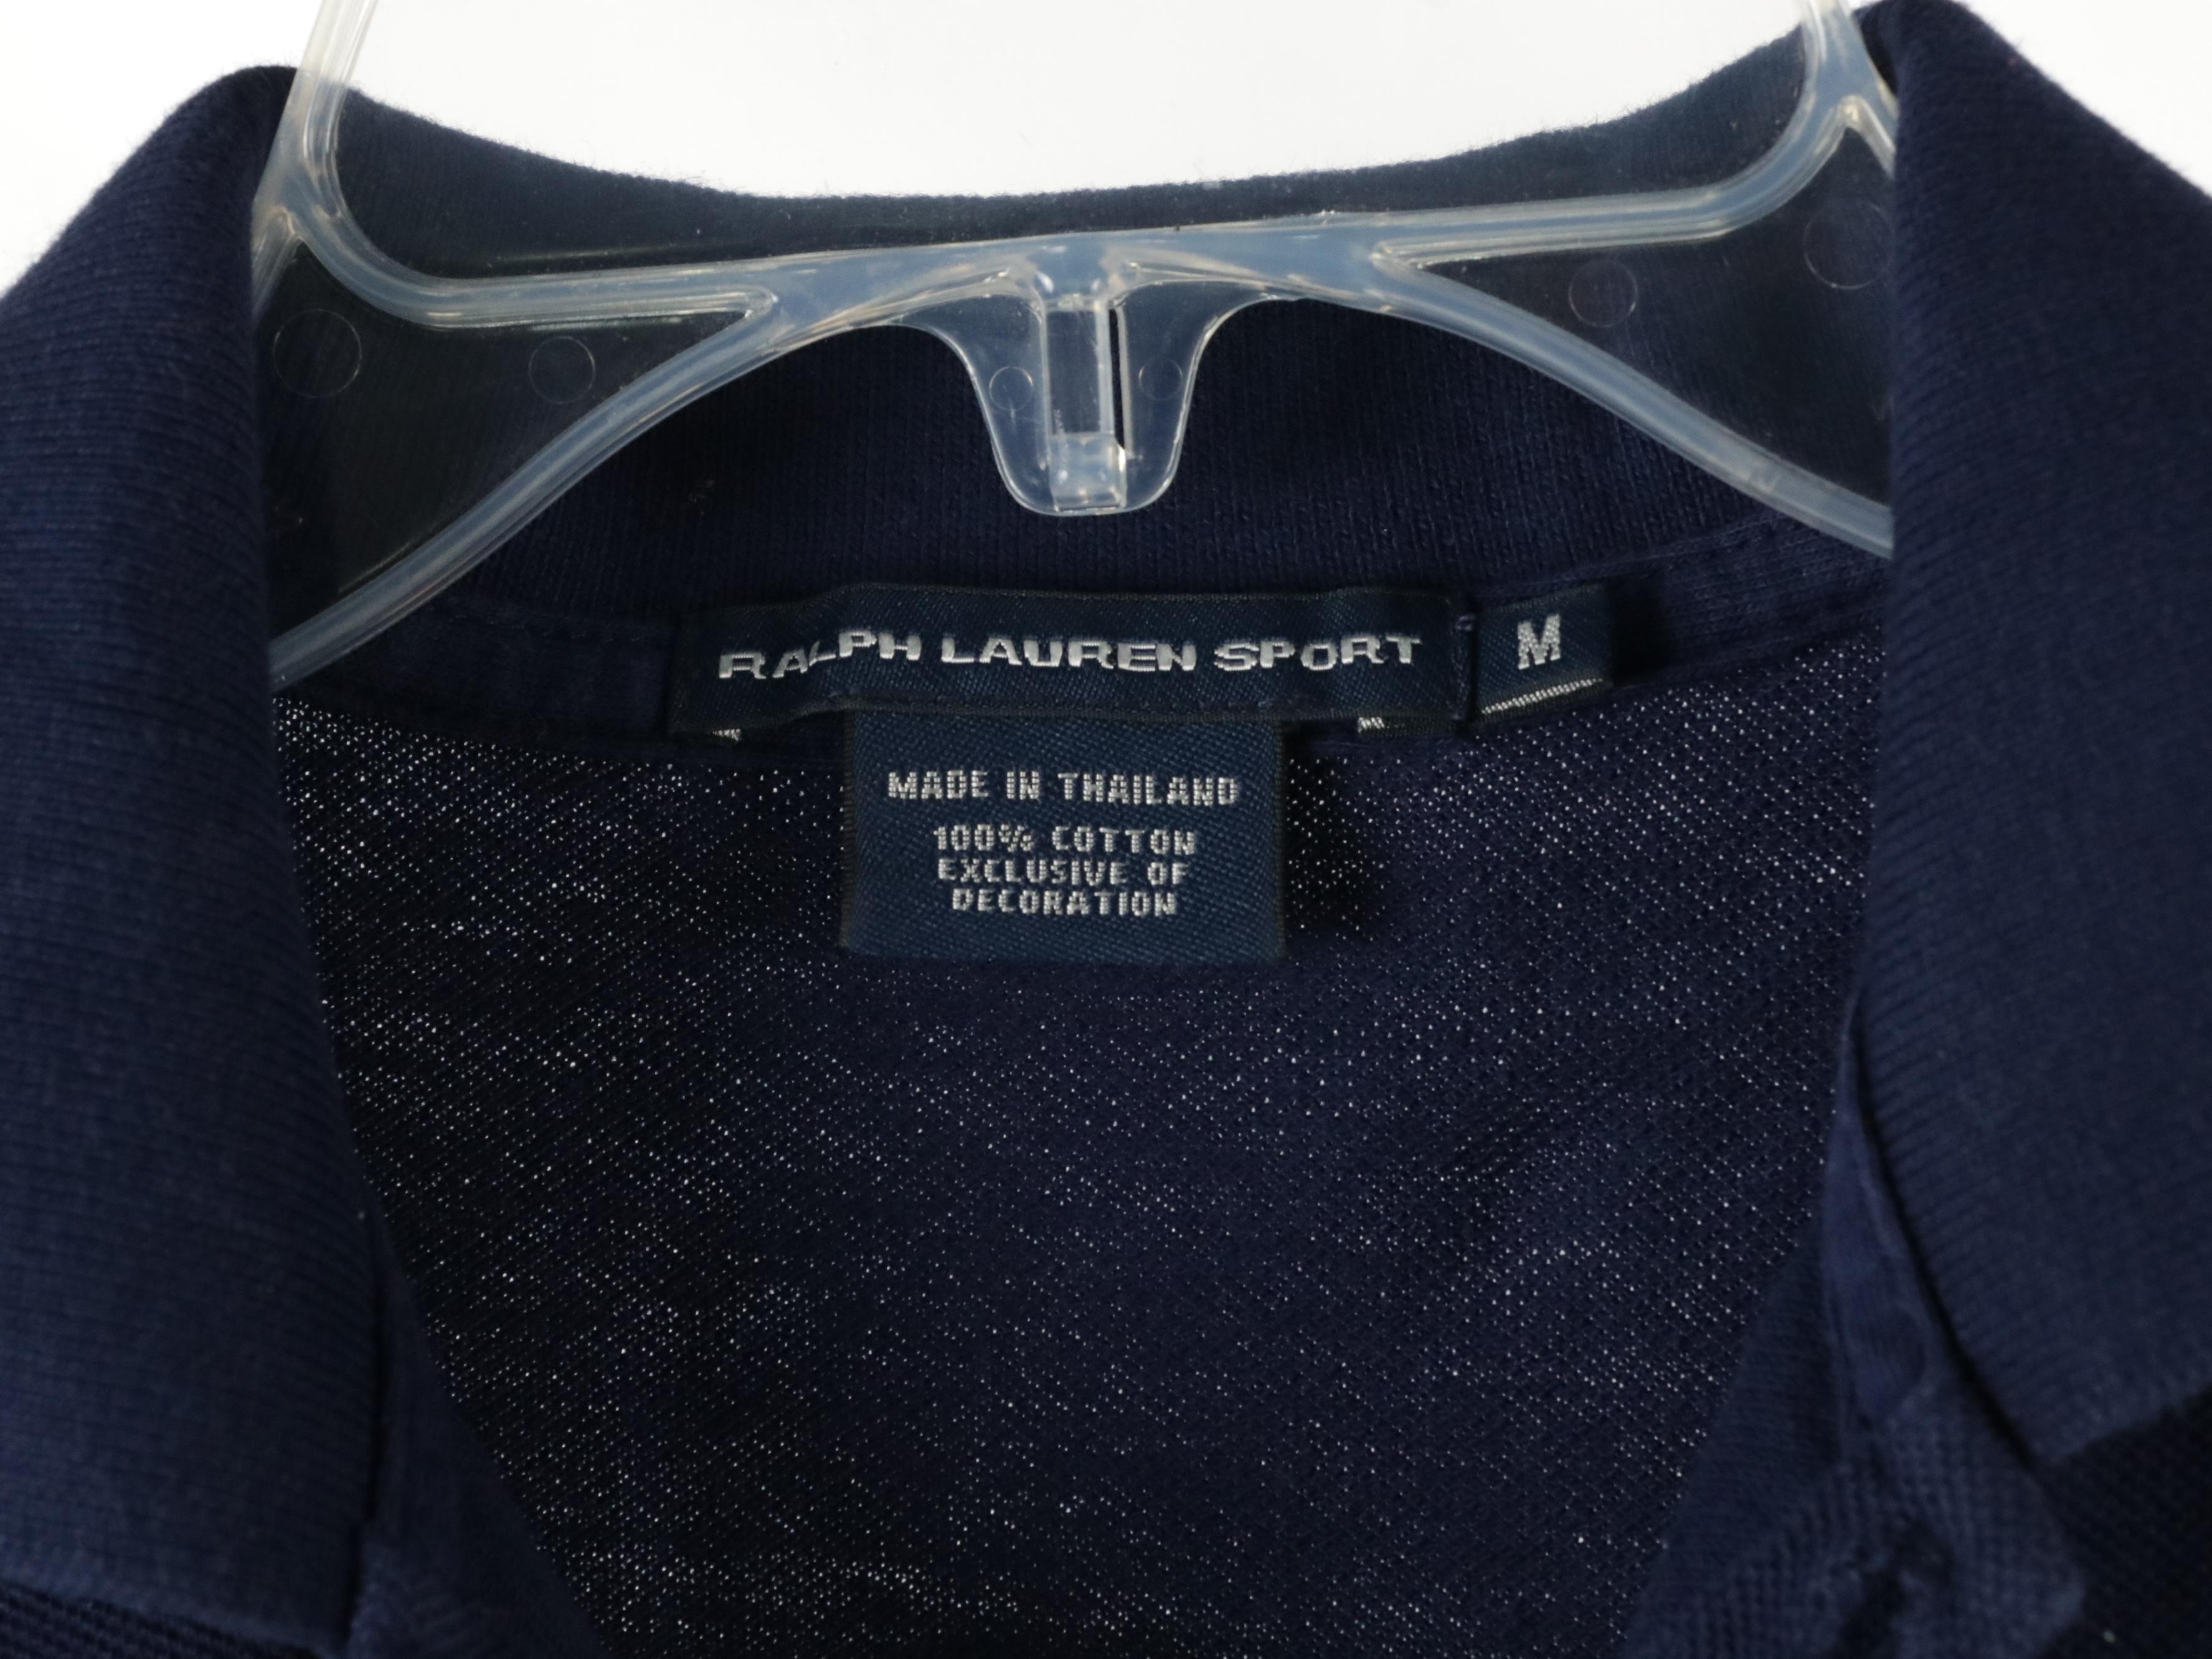 RALPH LAUREN SPORT
M
MADE IN THAILAND
100% COTTON
EXCLUSIVE OF
DECORATION